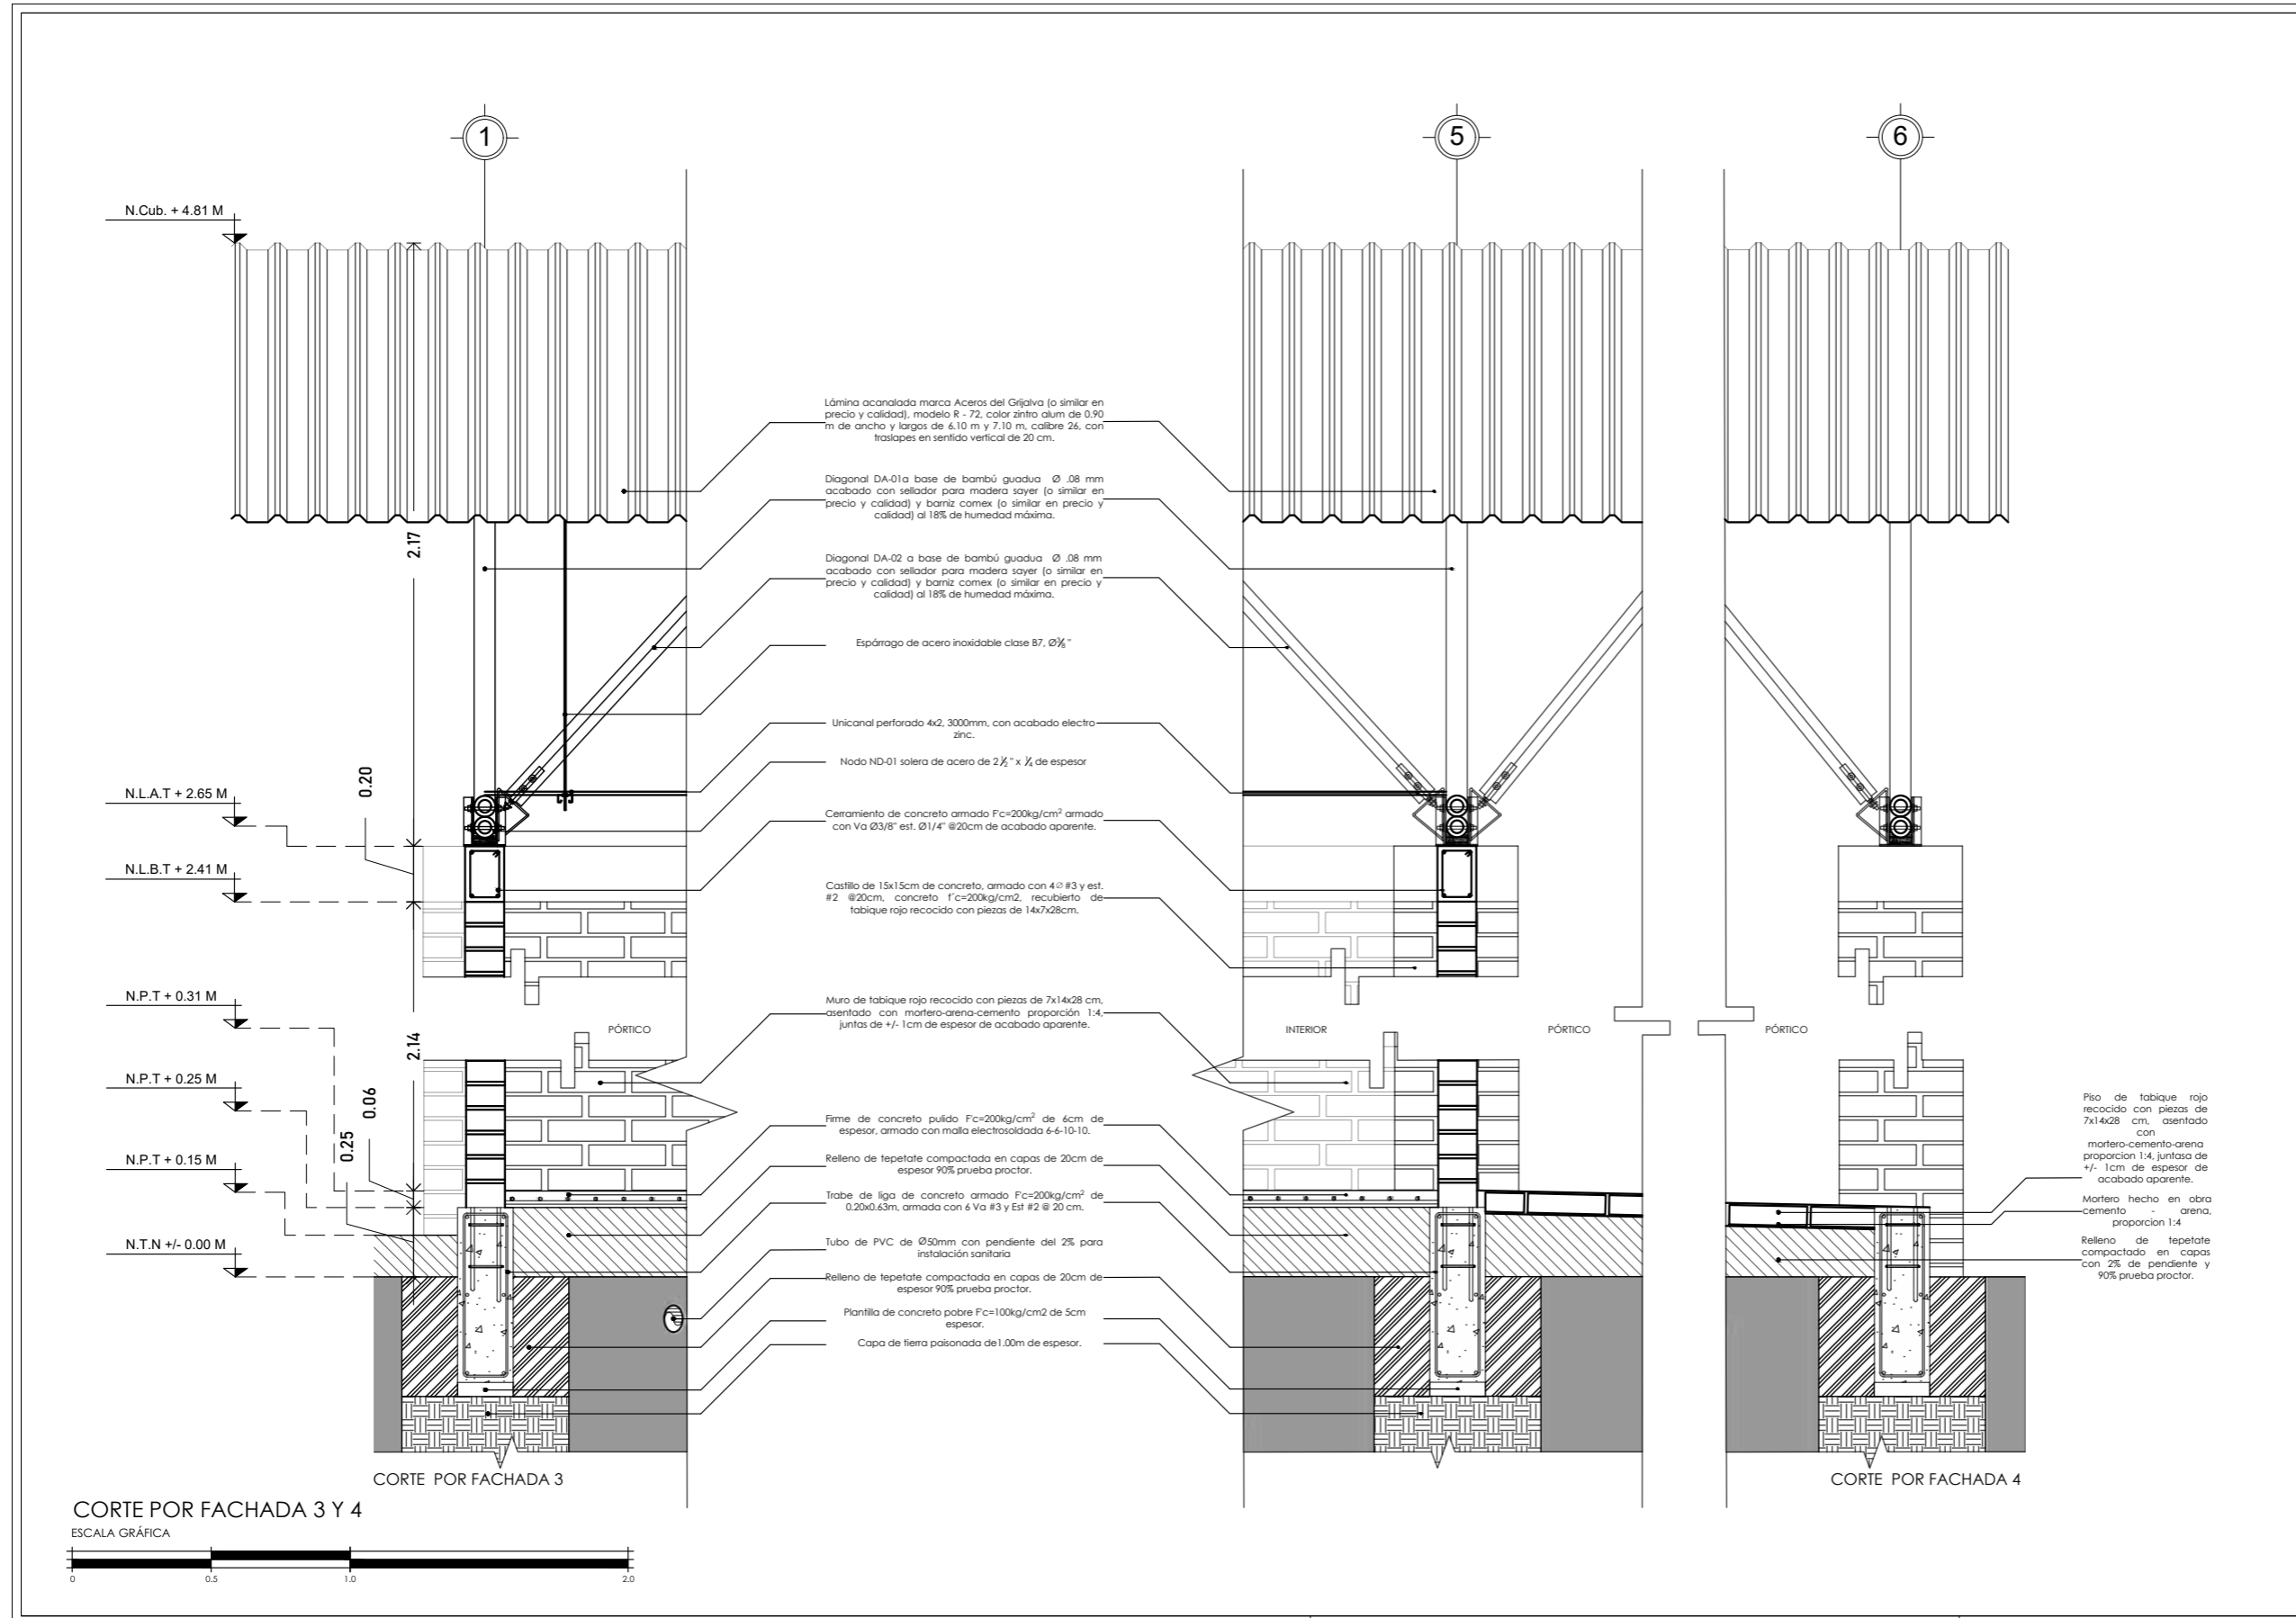 1
5
6
N.Cub. + 4.81 M
2.17
Lámina acanalada marca Aceros del Grijalva (o similar en
precio y calidad), modelo R - 72, color zintro alum de 0.90
m de ancho y largos de 6.10 m y 7.10 m, calibre 26, con
traslapes en sentido vertical de 20 cm.
Diagonal DA-01a base de bambú guadua Ø .08 mm
acabado con sellador para madera sayer (o similar en
precio y calidad) y barniz comex (o similar en precio y
calidad) al 18% de humedad máxima.
Diagonal DA-02 a base de bambú guadua Ø .08 mm
acabado con sellador para madera sayer (o similar en
precio y calidad) y barniz comex (o similar en precio y
calidad) al 18% de humedad máxima.
Espárrago de acero inoxidable clase B7, Ø⅜"
Unicanal perforado 4x2, 3000mm, con acabado electro
zinc.
Nodo ND-01 solera de acero de 2½" x ¼ de espesor
Cerramiento de concreto armado F'c=200kg/cm² armado
con Va Ø3/8" est. Ø1/4" @20cm de acabado aparente.
Castillo de 15x15cm de concreto, armado con 4∅ #3 y est.
#2 @20cm, concreto f´c=200kg/cm2, recubierto de
tabique rojo recocido con piezas de 14x7x28cm.
Muro de tabique rojo recocido con piezas de 7x14x28 cm,
asentado con mortero-arena-cemento proporción 1:4,
juntas de +/- 1cm de espesor de acabado aparente.
Firme de concreto pulido F'c=200kg/cm² de 6cm de
espesor, armado con malla electrosoldada 6-6-10-10.
Relleno de tepetate compactada en capas de 20cm de
espesor 90% prueba proctor.
Trabe de liga de concreto armado F'c=200kg/cm² de
0.20x0.63m, armada con 6 Va #3 y Est #2 @ 20 cm.
Tubo de PVC de Ø50mm con pendiente del 2% para
instalación sanitaria
Relleno de tepetate compactada en capas de 20cm de
espesor 90% prueba proctor.
Plantilla de concreto pobre F'c=100kg/cm2 de 5cm
espesor.
Capa de tierra paisonada de1.00m de espesor.
N.L.A.T + 2.65 M
0.20
N.L.B.T + 2.41 M
N.P.T + 0.31 M
2.14
N.P.T + 0.25 M
0.06
0.25
N.P.T + 0.15 M
N.T.N +/- 0.00 M
PÓRTICO
INTERIOR
PÓRTICO
PÓRTICO
Piso de tabique rojo
recocido con piezas de
7x14x28 cm, asentado
con
mortero-cemento-arena
proporcion 1:4, juntasa de
+/- 1cm de espesor de
acabado aparente.
Mortero hecho en obra
cemento - arena,
proporcion 1:4
Relleno de tepetate
compactado en capas
con 2% de pendiente y
90% prueba proctor.
CORTE POR FACHADA 3
CORTE POR FACHADA 4
CORTE POR FACHADA 3 Y 4
ESCALA GRÁFICA
0
0.5
1.0
2.0